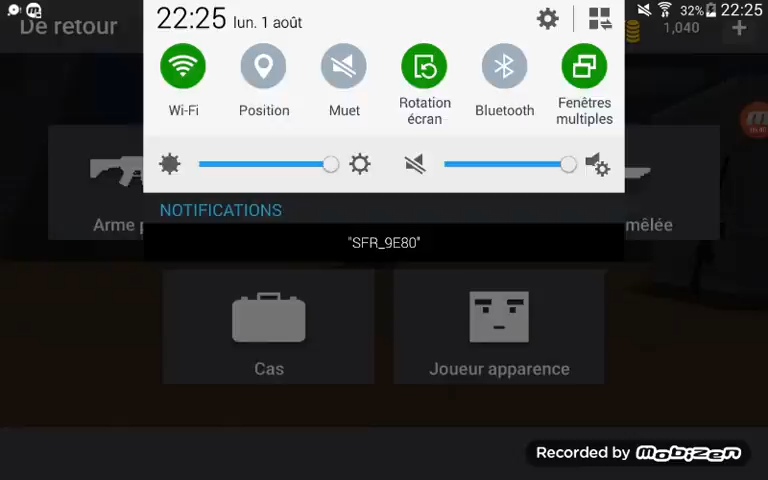 De retour
22:25 lun. 1 août
32% 22:25
1,040 +
Wi-Fi
Position
Muet
Rotation
écran
Bluetooth
Fenêtres
multiples
NOTIFICATIONS
Arme
mêlée
"SFR_9E80"
Cas
Joueur apparence
Recorded by Mobizen